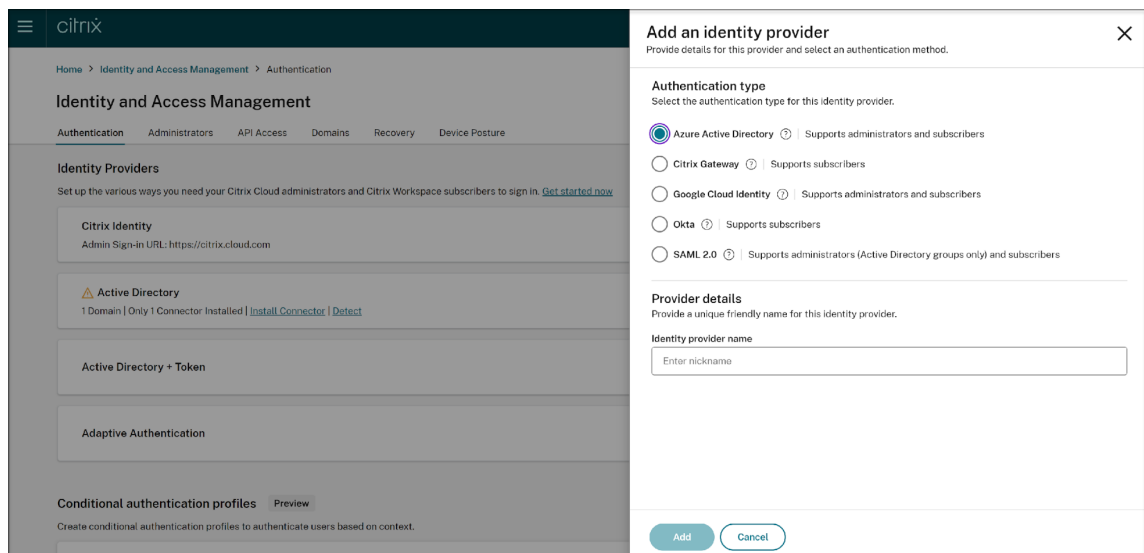 citrix
Home > Identity and Access Management > Authentication
Identity and Access Management
Authentication Administrators API Access Domains Recovery Device Posture
Identity Providers
Set up the various ways you need your Citrix Cloud administrators and Citrix Workspace subscribers to sign in. Get started now
Citrix Identity
Admin Sign-in URL: https://citrix.cloud.com
Active Directory
1 Domain | Only 1 Connector Installed | Install Connector | Detect
Active Directory + Token
Adaptive Authentication
Conditional authentication profiles Preview
Create conditional authentication profiles to authenticate users based on context.
Add an identity provider
Provide details for this provider and select an authentication method.
Authentication type
Select the authentication type for this identity provider.
Azure Active Directory ? | Supports administrators and subscribers
Citrix Gateway ? | Supports subscribers
Google Cloud Identity ? | Supports administrators and subscribers
Okta ? | Supports subscribers
SAML 2.0 ? | Supports administrators (Active Directory groups only) and subscribers
Provider details
Provide a unique friendly name for this identity provider.
Identity provider name
Enter nickname
Add Cancel